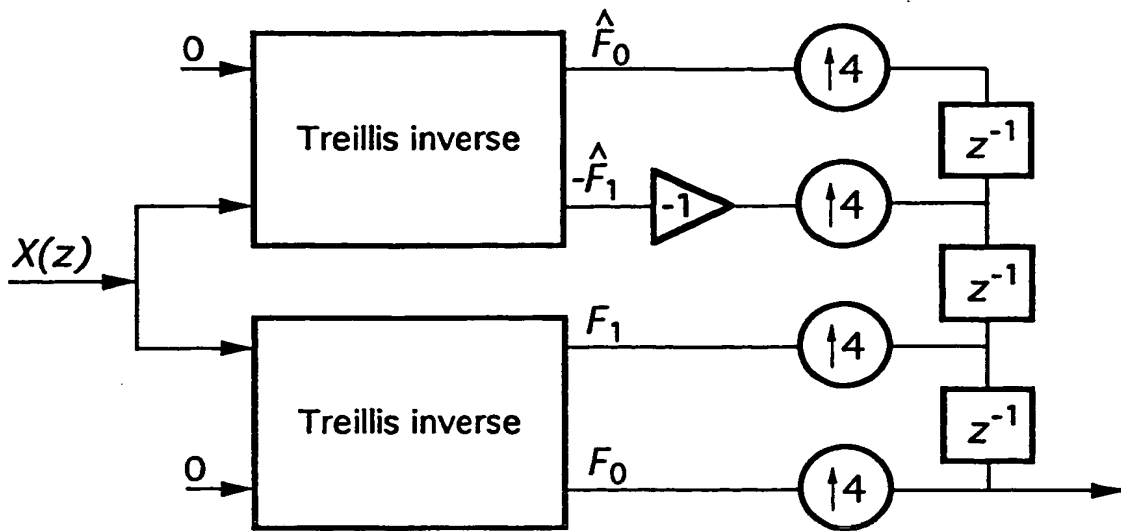 0
F̂₀
↑4
Treillis inverse
z⁻¹
-F̂₁
-1
↑4
X(z)
z⁻¹
F₁
↑4
Treillis inverse
z⁻¹
0
F₀
↑4